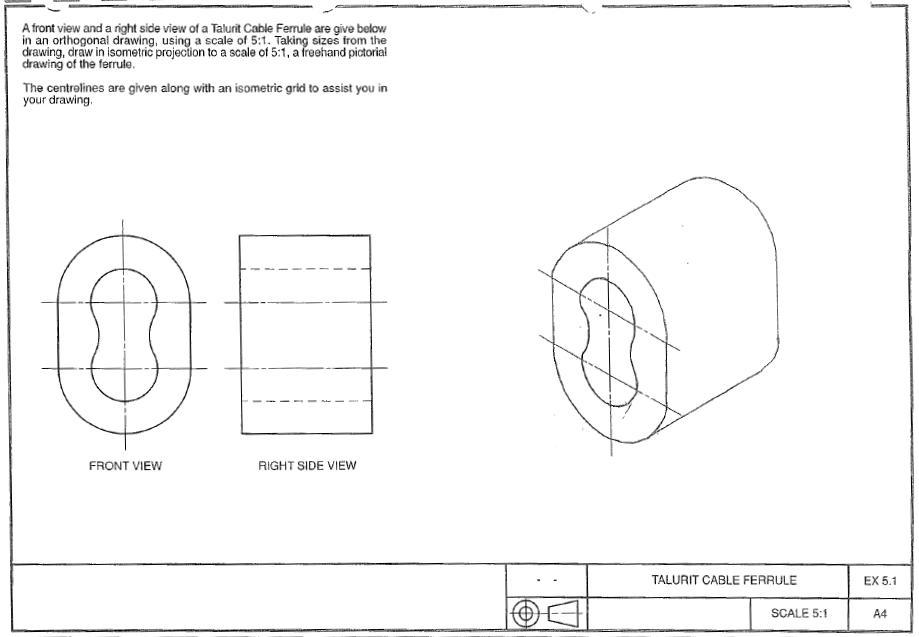 A front view and a right side view of a Talurit Cable Ferrule are give below
in an orthogonal drawing, using a scale of 5:1. Taking sizes from the
drawing, draw in isometric projection to a scale of 5:1, a freehand pictorial
drawing of the ferrule.
The centrelines are given along with an isometric grid to assist you in
your drawing.
FRONT VIEW
RIGHT SIDE VIEW
TALURIT CABLE FERRULE
EX 5.1
SCALE 5:1
A4